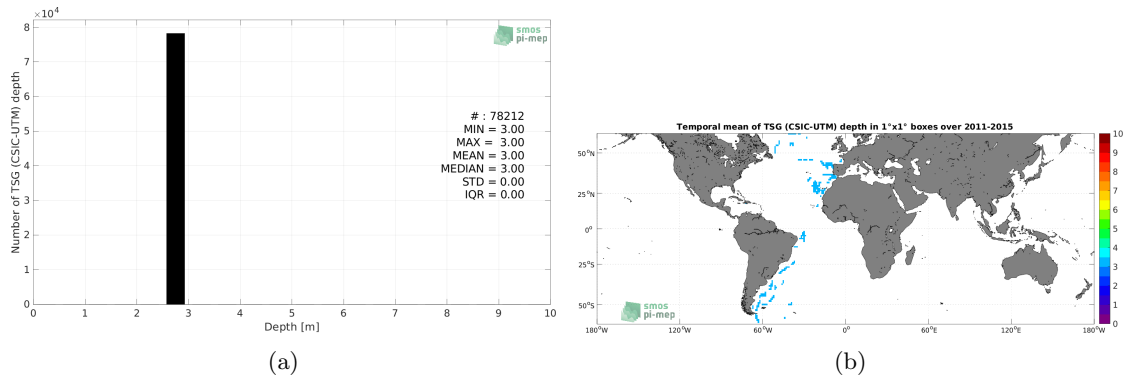 ×10⁴
8
7
6
5
4
3
2
1
0
Number of TSG (CSIC-UTM) depth
smos
pi-mep
# : 78212
MIN = 3.00
MAX = 3.00
MEAN = 3.00
MEDIAN = 3.00
STD = 0.00
IQR = 0.00
0 1 2 3 4 5 6 7 8 9 10
Depth [m]
(a)
Temporal mean of TSG (CSIC-UTM) depth in 1°x1° boxes over 2011-2015
50°N
25°N
0°
25°S
50°S
smos
pi-mep
180°W 120°W 60°W 0° 60°E 120°E 180°W
10
9
8
7
6
5
4
3
2
1
0
(b)